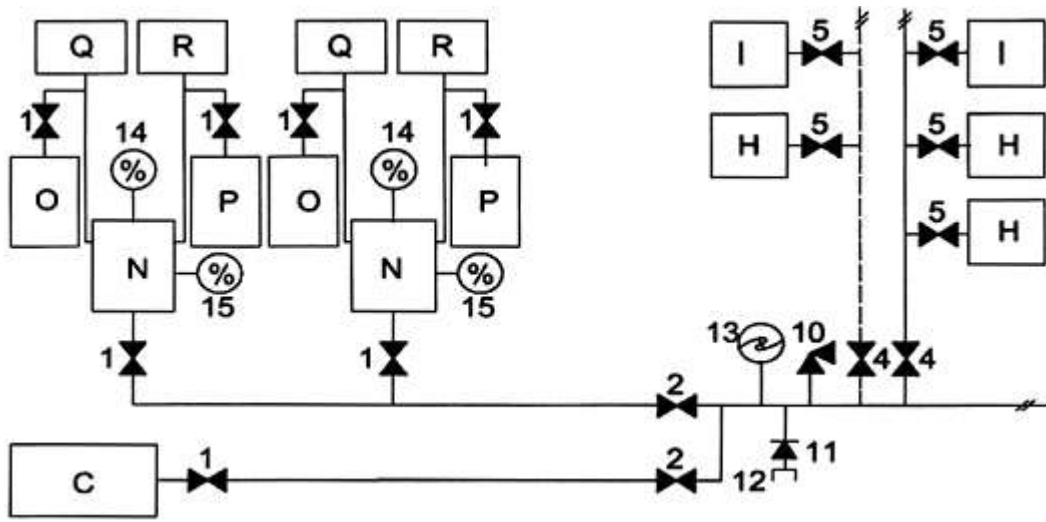 Q R Q R
5 5
I I
1 1 1 1
14 14
5 5
H H H
O P O P
5
H
N % N %
% %
15 15
13 10
1 1 4 4
2
11
C 1 2 12